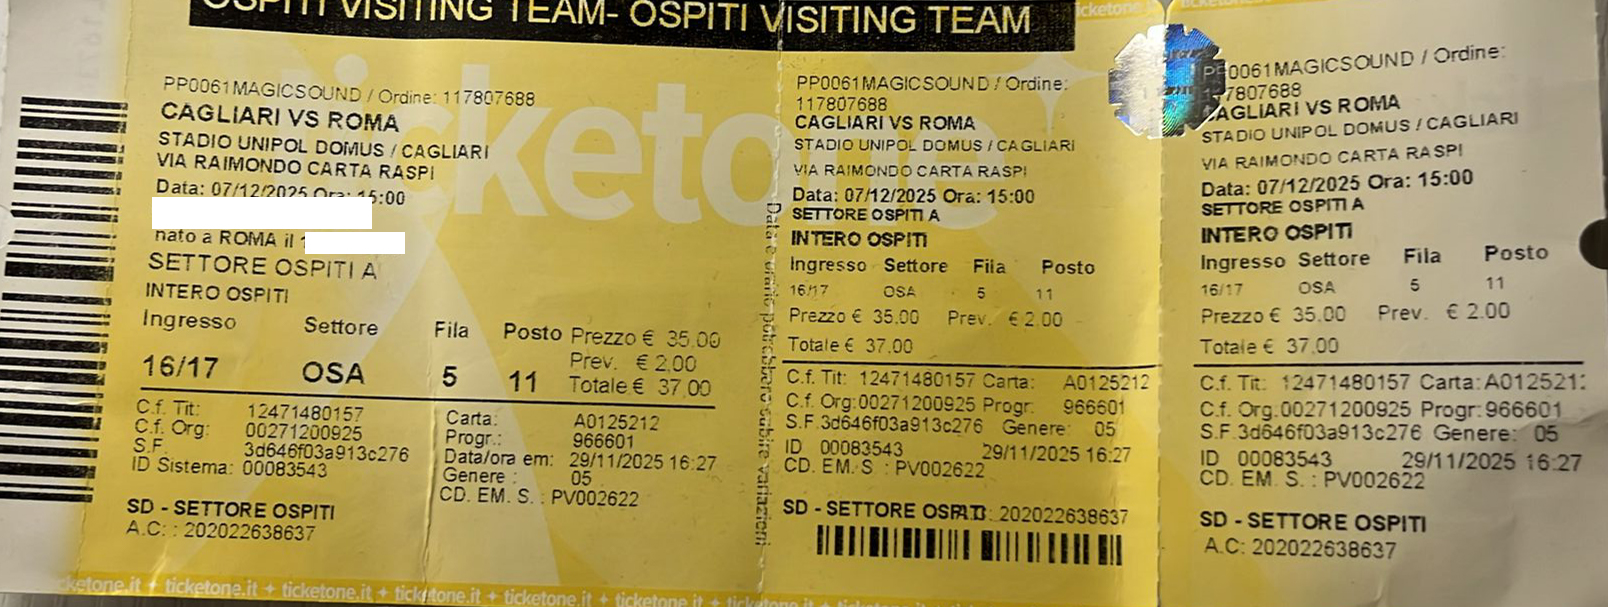 OSPITI VISITING TEAM- OSPITI VISITING TEAM
ticketone
PP0061MAGICSOUND / Ordine: 117807688
CAGLIARI VS ROMA
STADIO UNIPOL DOMUS / CAGLIARI
VIA RAIMONDO CARTA RASPI
Data: 07/12/2025 Ora: 15:00
nato a ROMA il
SETTORE OSPITI A
INTERO OSPITI
Ingresso Settore Fila Posto
16/17 OSA 5 11
Prezzo € 35.00
Prev. € 2.00
Totale € 37,00
C.f. Tit: 12471480157
C.f. Org: 00271200925
S.F. 3d646f03a913c276
ID Sistema: 00083543
Carta: A0125212
Progr.: 966601
Data/ora em: 29/11/2025 16:27
Genere : 05
CD. EM. S. : PV002622
SD - SETTORE OSPITI
A.C: : 202022638637
Data e orario potrebbero subire variazioni
PP0061MAGICSOUND / Ordine:
117807688
CAGLIARI VS ROMA
STADIO UNIPOL DOMUS / CAGLIARI
VIA RAIMONDO CARTA RASPI
Data: 07/12/2025 Ora: 15:00
SETTORE OSPITI A
INTERO OSPITI
Ingresso Settore Fila Posto
16/17 OSA 5 11
Prezzo € 35.00 Prev. € 2.00
Totale € 37,00
C.f. Tit: 12471480157 Carta: A0125212
C.f. Org:00271200925 Progr: 966601
S.F.3d646f03a913c276 Genere: 05
ID 00083543 29/11/2025 16:27
CD. EM. S. : PV002622
SD - SETTORE 202022638637
PP0061MAGICSOUND / Ordine:
117807688
CAGLIARI VS ROMA
STADIO UNIPOL DOMUS / CAGLIARI
VIA RAIMONDO CARTA RASPI
Data: 07/12/2025 Ora: 15:00
SETTORE OSPITI A
INTERO OSPITI
Ingresso Settore Fila Posto
16/17 OSA 5 11
Prezzo € 35.00 Prev. € 2.00
Totale € 37.00
C.f. Tit: 12471480157 Carta:
C.f. Org:00271200925 Progr:966601
S.F.3d646f03a913c276 Genere: 05
ID 00083543 29/11/2025 16:27
CD. EM. S. : PV002622
SD - SETTORE OSPITI
A.C: 202022638637
ticketone.it + ticketone.it + ticketone.it + ticketone.it + ticketone.it + ticketone.it